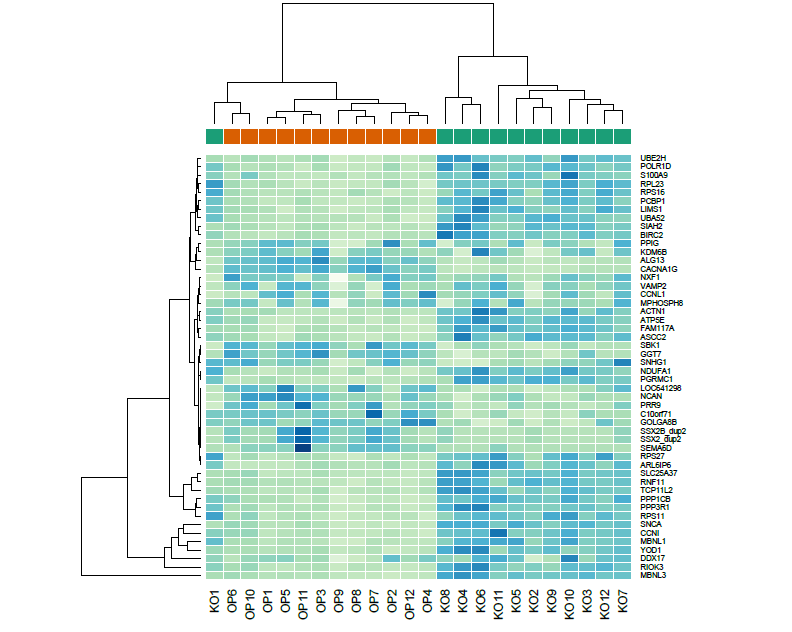 UBE2H
POLR1D
S100A9
RPL23
RPS16
PCBP1
LIMS1
UBA52
SIAH2
BIRC2
PPIG
KDM6B
ALG13
CACNA1G
NXF1
VAMP2
CCNL1
MPHOSPH8
ACTN1
ATP5E
FAM117A
ASCC2
SBK1
GGT7
SNHG1
NDUFA1
PGRMC1
LOC641298
NCAN
PRR9
C10orf71
GOLGA8B
SSX2B_dup2
SSX2_dup2
SEMA6D
RPS27
ARL6IP6
SLC25A37
RNF11
TCP11L2
PPP1CB
PPP3R1
RPS11
SNCA
CCNI
MBNL1
YOD1
DDX17
RIOK3
MBNL3
KO1 OP6 OP10 OP1 OP5 OP11 OP3 OP9 OP8 OP7 OP2 OP12 OP4 KO8 KO4 KO6 KO11 KO5 KO2 KO9 KO10 KO3 KO12 KO7